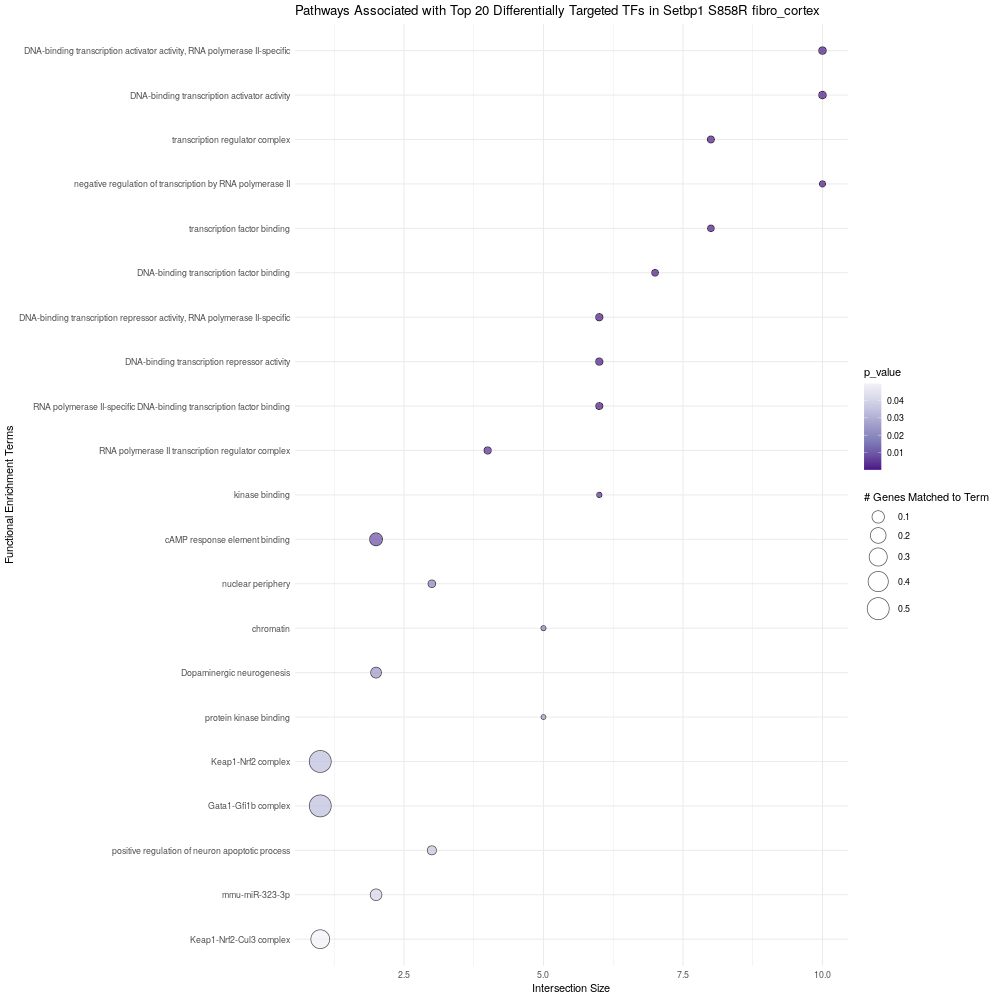 Pathways Associated with Top 20 Differentially Targeted TFs in Setbp1 S858R fibro_cortex
DNA-binding transcription activator activity, RNA polymerase II-specific
DNA-binding transcription activator activity
transcription regulator complex
negative regulation of transcription by RNA polymerase II
transcription factor binding
DNA-binding transcription factor binding
DNA-binding transcription repressor activity, RNA polymerase II-specific
DNA-binding transcription repressor activity
RNA polymerase II-specific DNA-binding transcription factor binding
RNA polymerase II transcription regulator complex
kinase binding
cAMP response element binding
nuclear periphery
chromatin
Dopaminergic neurogenesis
protein kinase binding
Keap1-Nrf2 complex
Gata1-Gfi1b complex
positive regulation of neuron apoptotic process
mmu-miR-323-3p
Keap1-Nrf2-Cul3 complex
Functional Enrichment Terms
2.5
5.0
7.5
10.0
Intersection Size
p_value
0.04
0.03
0.02
0.01
# Genes Matched to Term
0.1
0.2
0.3
0.4
0.5